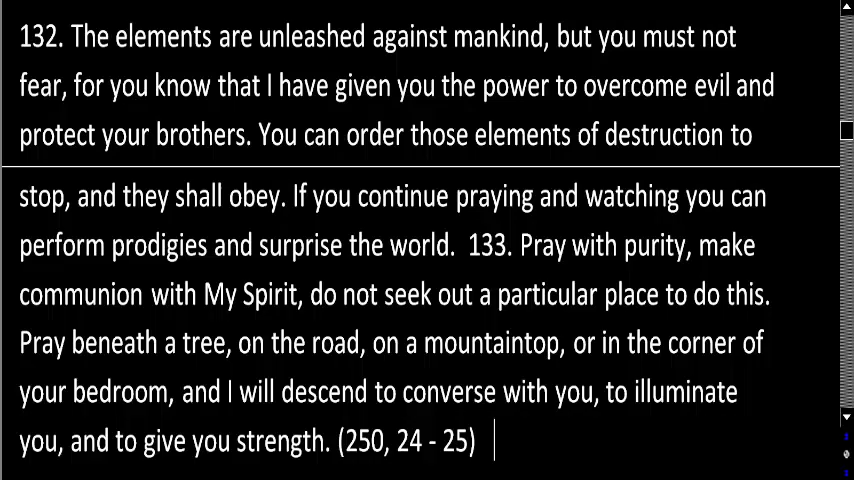 132. The elements are unleashed against mankind, but you must not
fear, for you know that I have given you the power to overcome evil and
protect your brothers. You can order those elements of destruction to
stop, and they shall obey. If you continue praying and watching you can
perform prodigies and surprise the world.  133. Pray with purity, make
communion with My Spirit, do not seek out a particular place to do this.
Pray beneath a tree, on the road, on a mountaintop, or in the corner of
your bedroom, and I will descend to converse with you, to illuminate
you, and to give you strength. (250, 24 - 25)